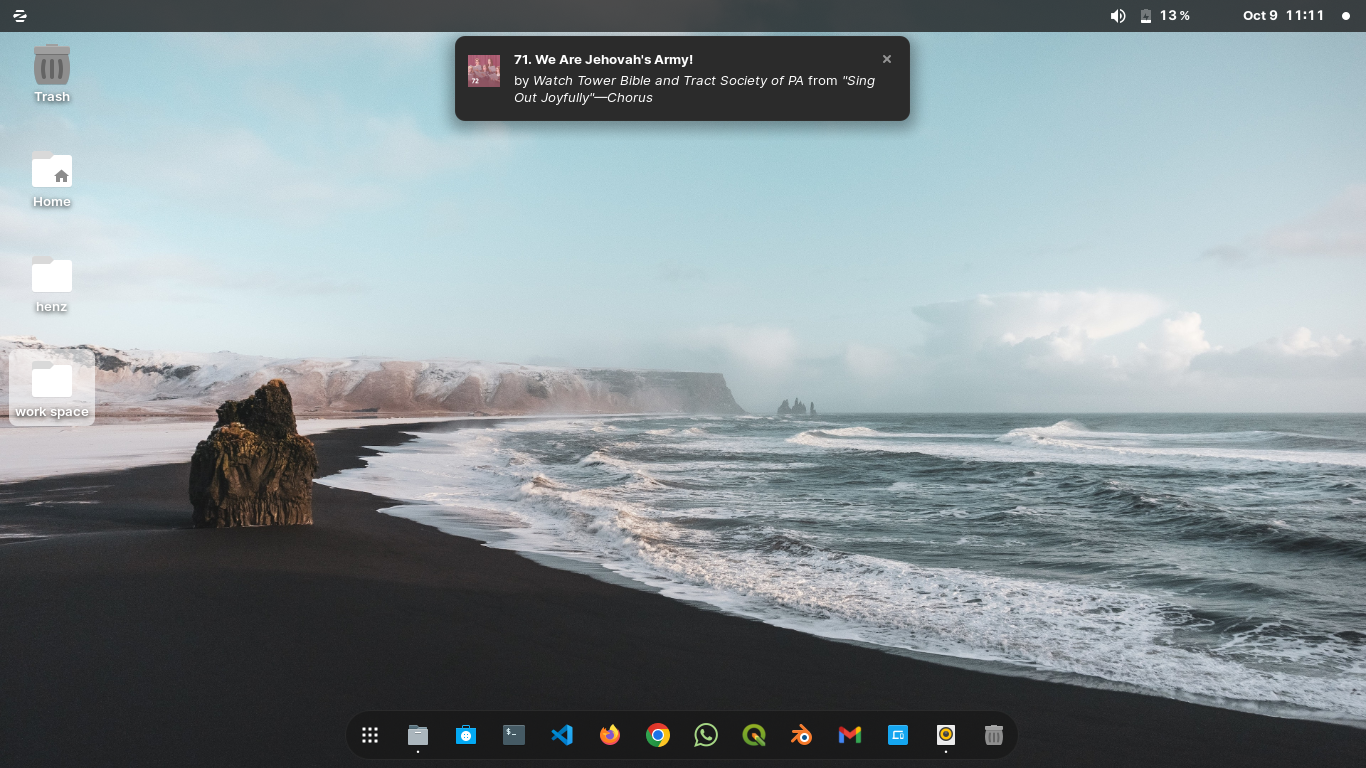 13 %
Oct 9 11:11
Trash
Home
henz
work space
71. We Are Jehovah's Army!
by Watch Tower Bible and Tract Society of PA from "Sing
Out Joyfully"—Chorus
72
$_